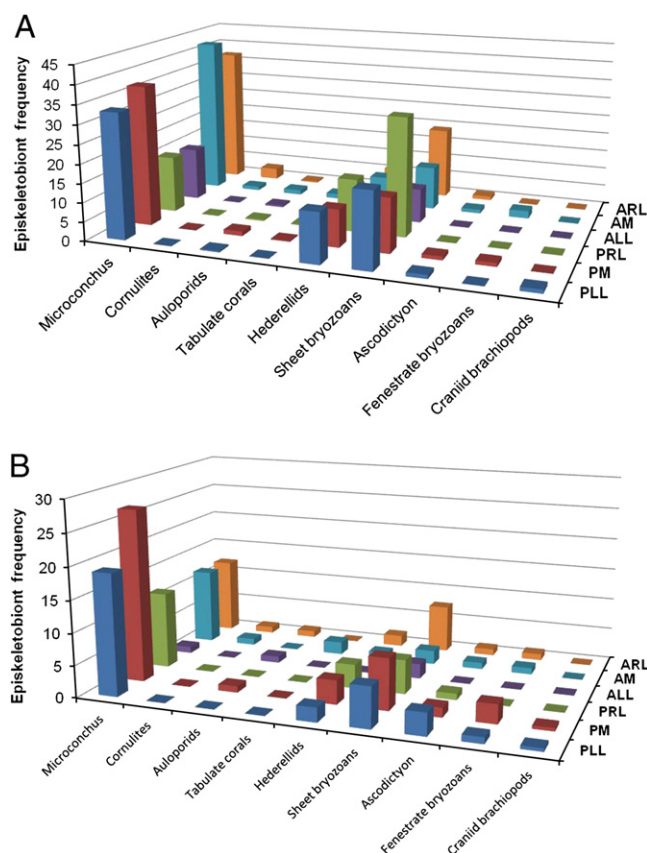 A
Episkeletobiont frequency
45
40
35
30
25
20
15
10
5
0
Microconchus
Cornulites
Auloporids
Tabulate corals
Hederellids
Sheet bryozoans
Ascodictyon
Fenestrate bryozoans
Craniid brachiopods
ARL
AM
ALL
PRL
PM
PLL
B
Episkeletobiont frequency
30
25
20
15
10
5
0
Microconchus
Cornulites
Auloporids
Tabulate corals
Hederellids
Sheet bryozoans
Ascodictyon
Fenestrate bryozoans
Craniid brachiopods
ARL
AM
ALL
PRL
PM
PLL